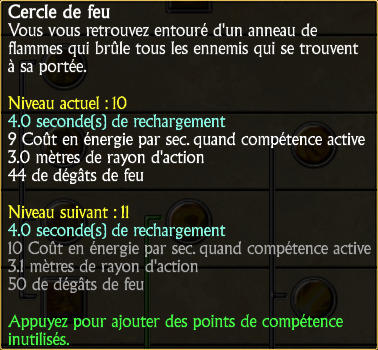 Cercle de feu
Vous vous retrouvez entouré d'un anneau de
flammes qui brûle tous les ennemis qui se trouvent
à sa portée.
Niveau actuel : 10
4.0 seconde(s) de rechargement
9 Coût en énergie par sec. quand compétence active
3.0 mètres de rayon d'action
44 de dégâts de feu
Niveau suivant : 11
4.0 seconde(s) de rechargement
10 Coût en énergie par sec. quand compétence active
3.1 mètres de rayon d'action
50 de dégâts de feu
Appuyez pour ajouter des points de compétence
inutilisés.